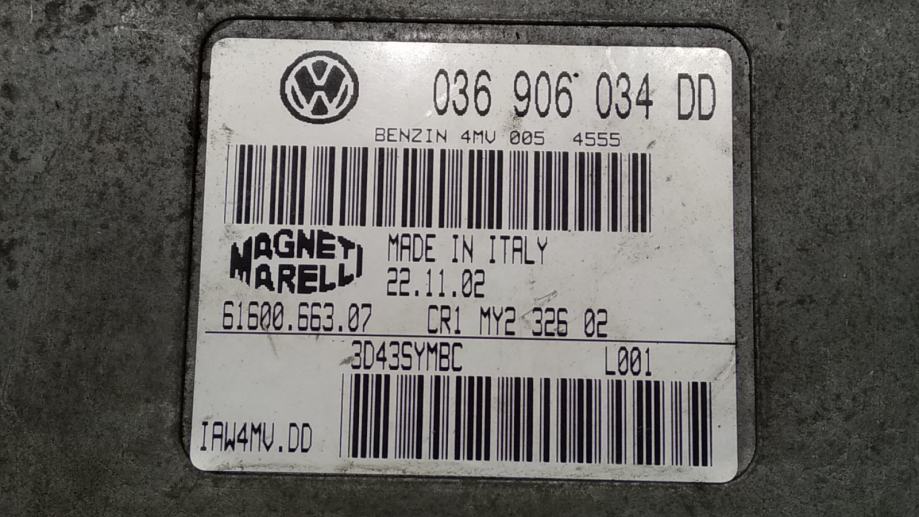 036 906 034 DD
BENZIN 4MV 005 4555
MAGNETI MARELLI
MADE IN ITALY
22.11.02
61600.663.07 CR1 MY2 326 02
3D43SYMBC L001
IAW4MV.DD